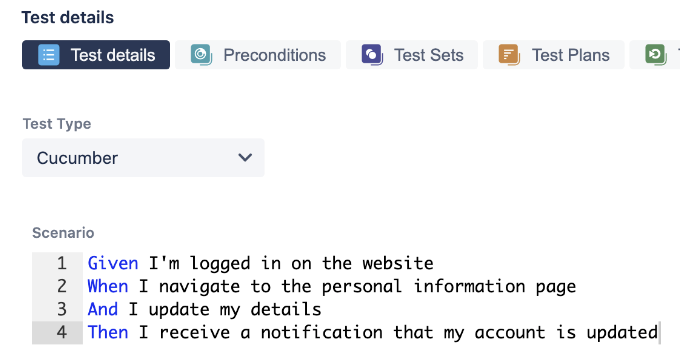 Test details
Test details Preconditions Test Sets Test Plans
Test Type
Cucumber
Scenario
1 Given I'm logged in on the website
2 When I navigate to the personal information page
3 And I update my details
4 Then I receive a notification that my account is updated